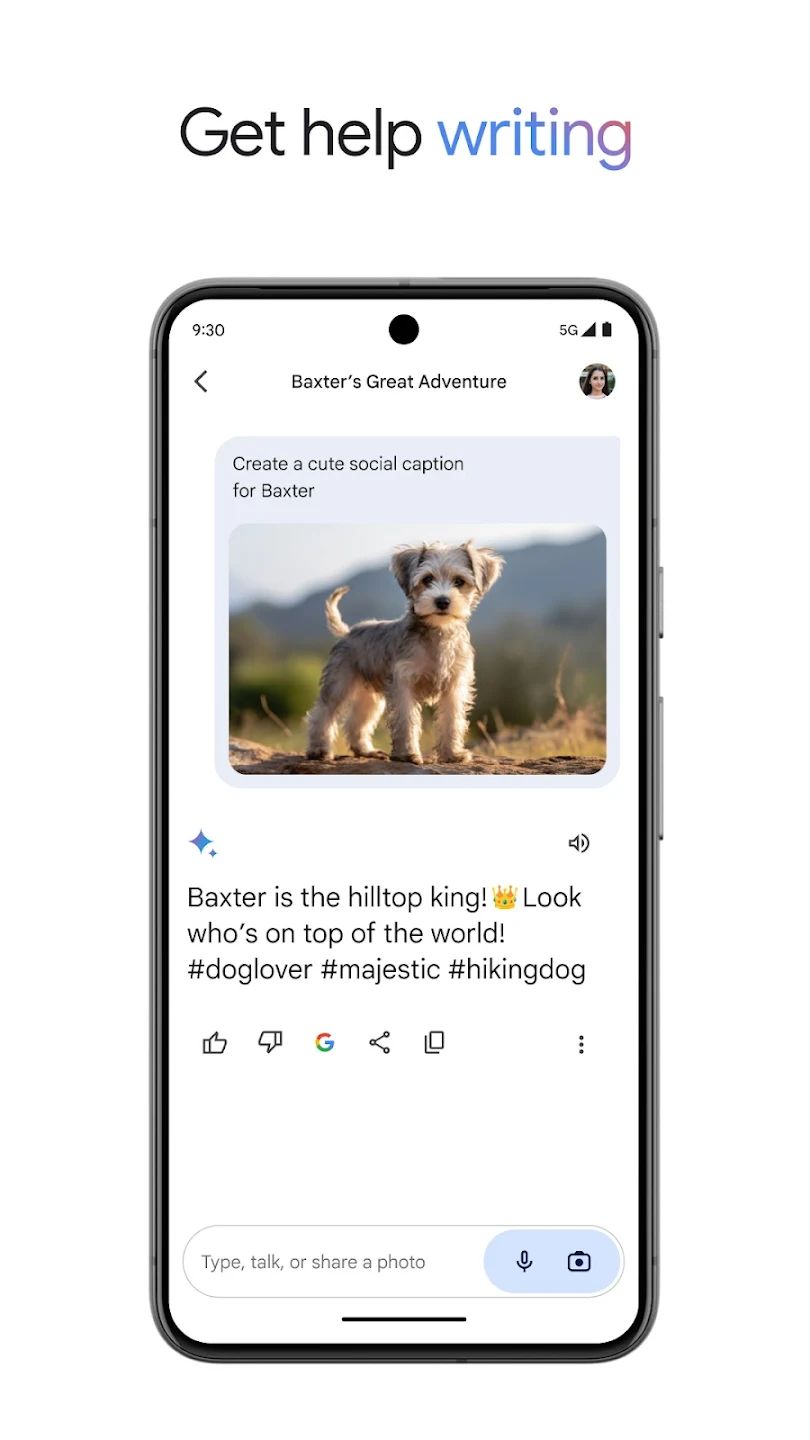 Get help writing
9:30
5G
Baxter’s Great Adventure
Create a cute social caption
for Baxter
Baxter is the hilltop king!👑Look
who’s on top of the world!
#doglover #majestic #hikingdog
Type, talk, or share a photo